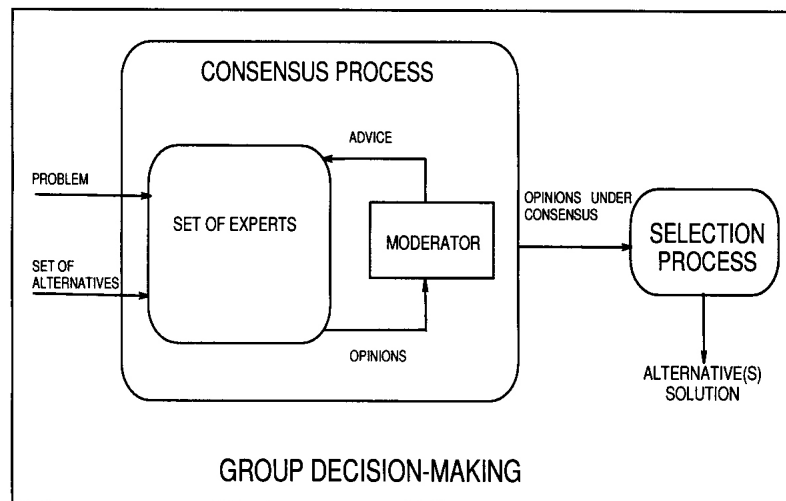 CONSENSUS PROCESS
ADVICE
PROBLEM
SET OF EXPERTS
MODERATOR
SET OF
ALTERNATIVES
OPINIONS
OPINIONS UNDER
CONSENSUS
SELECTION
PROCESS
ALTERNATIVE(S)
SOLUTION
GROUP DECISION-MAKING